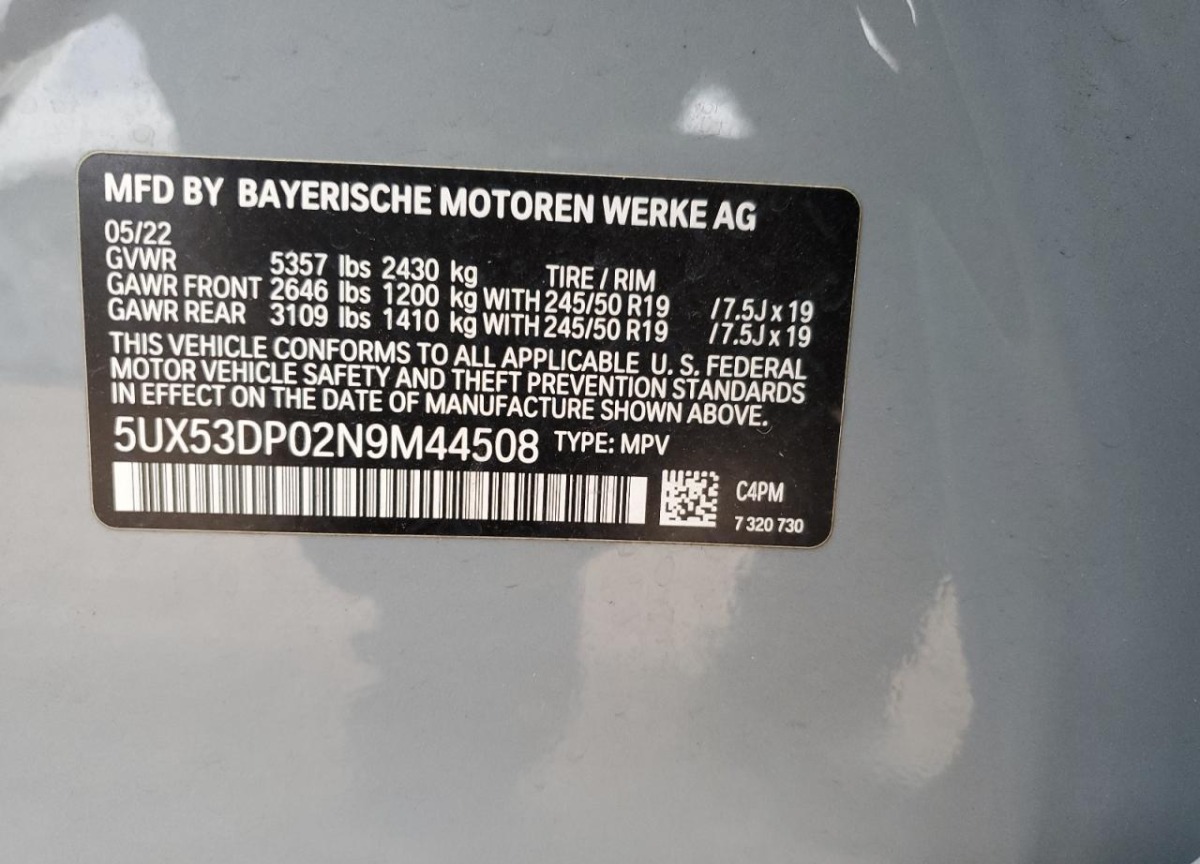 MFD BY BAYERISCHE MOTOREN WERKE AG
05/22
GVWR 5357 lbs 2430 kg TIRE / RIM
GAWR FRONT 2646 lbs 1200 kg WITH 245/50 R19 /7.5J x 19
GAWR REAR 3109 lbs 1410 kg WITH 245/50 R19 /7.5J x 19
THIS VEHICLE CONFORMS TO ALL APPLICABLE U. S. FEDERAL
MOTOR VEHICLE SAFETY AND THEFT PREVENTION STANDARDS
IN EFFECT ON THE DATE OF MANUFACTURE SHOWN ABOVE.
5UX53DP02N9M44508 TYPE: MPV
C4PM
7 320 730